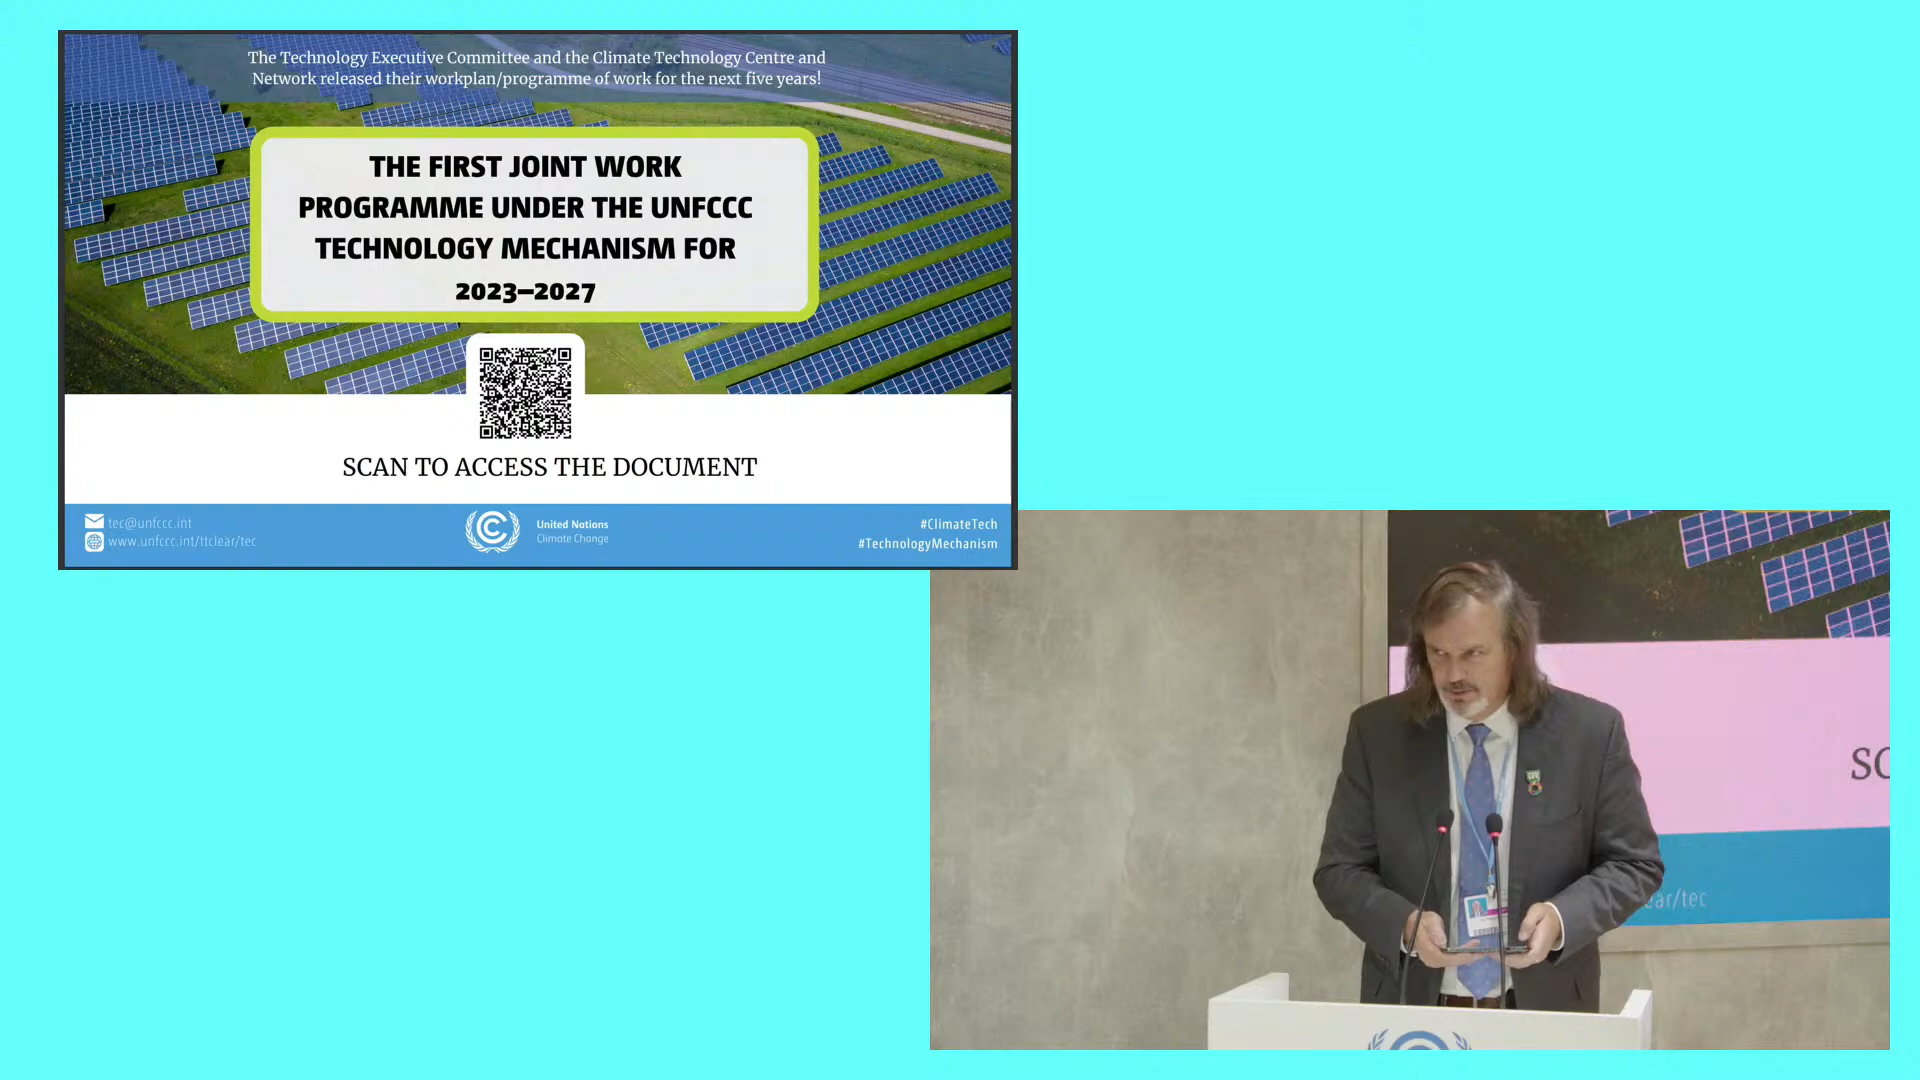 The Technology Executive Committee and the Climate Technology Centre and
Network released their workplan/programme of work for the next five years!
THE FIRST JOINT WORK
PROGRAMME UNDER THE UNFCCC
TECHNOLOGY MECHANISM FOR
2023–2027
SCAN TO ACCESS THE DOCUMENT
tec@unfccc.int
www.unfccc.int/ttclear/tec
United Nations
Climate Change
#ClimateTech
#TechnologyMechanism
SC
ear/tec